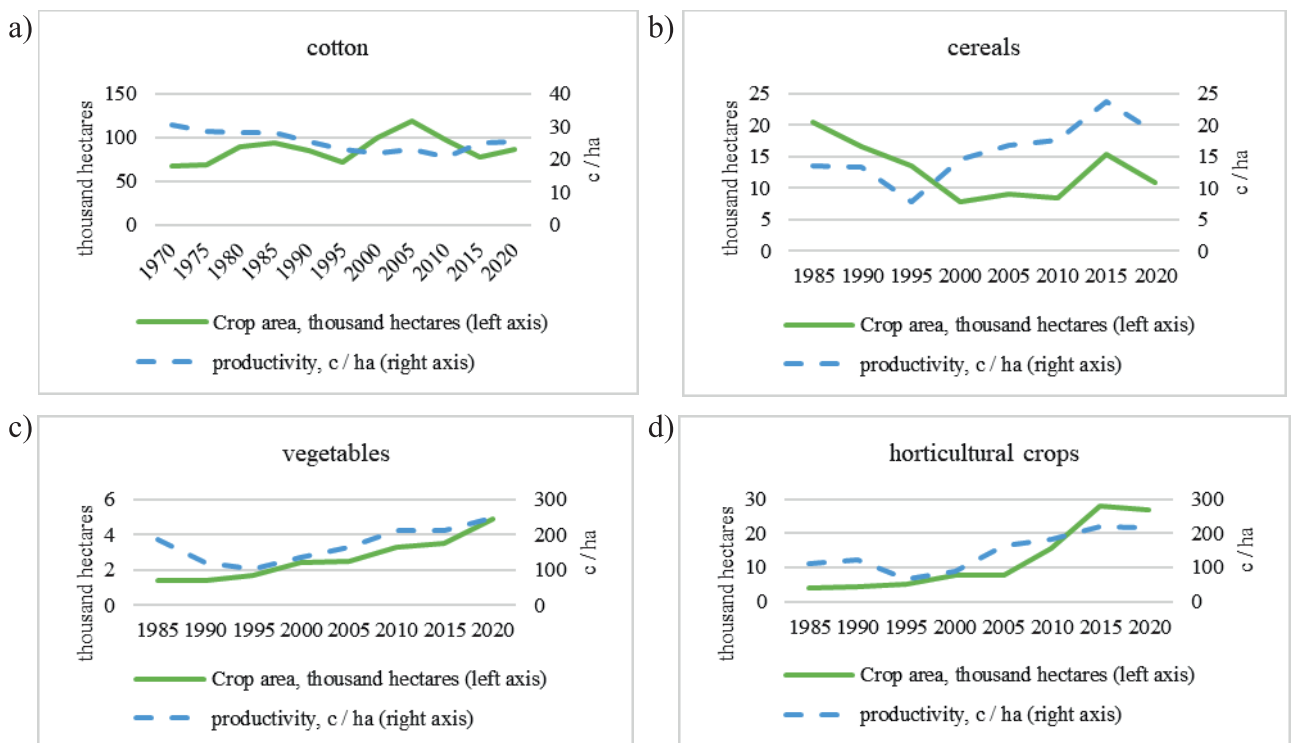 a)
cotton
thousand hectares
150
100
50
0
40
30
20
10
0
c / ha
1970 1975 1980 1985 1990 1995 2000 2005 2010 2015 2020
Crop area, thousand hectares (left axis)
productivity, c / ha (right axis)
b)
cereals
thousand hectares
25
20
15
10
5
0
25
20
15
10
5
0
c / ha
1985 1990 1995 2000 2005 2010 2015 2020
Crop area, thousand hectares (left axis)
productivity, c / ha (right axis)
c)
vegetables
thousand hectares
6
4
2
0
300
200
100
0
c / ha
1985 1990 1995 2000 2005 2010 2015 2020
Crop area, thousand hectares (left axis)
productivity, c / ha (right axis)
d)
horticultural crops
thousand hectares
30
20
10
0
300
200
100
0
c / ha
1985 1990 1995 2000 2005 2010 2015 2020
Crop area, thousand hectares (left axis)
productivity, c / ha (right axis)